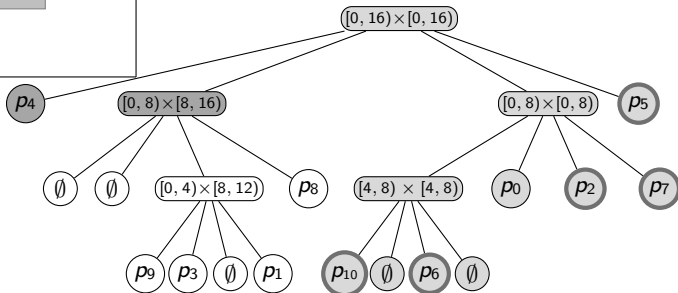 [0, 16)×[0, 16)
p4 [0, 8)×[8, 16) [0, 8)×[0, 8) p5
∅ ∅ [0, 4)×[8, 12) p8 [4, 8) × [4, 8) p0 p2 p7
p9 p3 ∅ p1 p10 ∅ p6 ∅